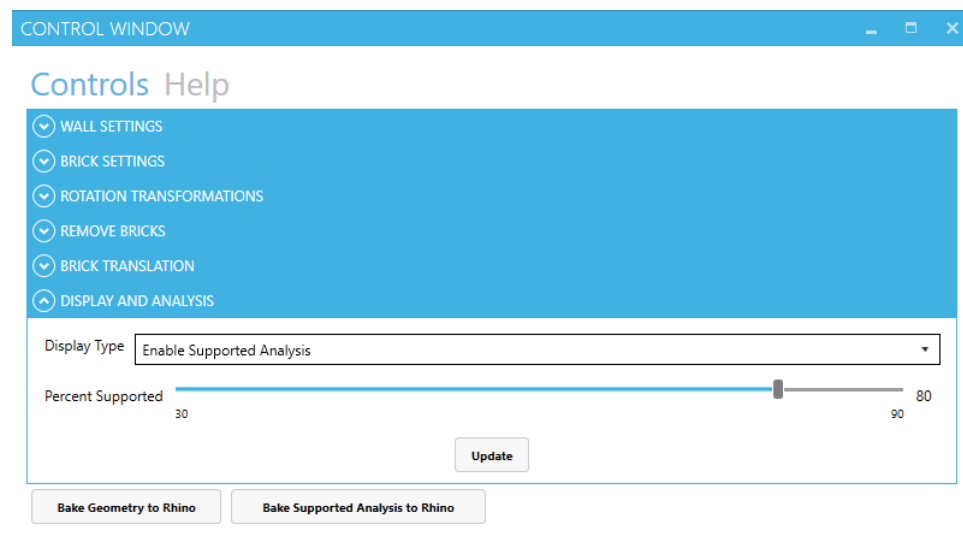 CONTROL WINDOW
Controls Help
WALL SETTINGS
BRICK SETTINGS
ROTATION TRANSFORMATIONS
REMOVE BRICKS
BRICK TRANSLATION
DISPLAY AND ANALYSIS
Display Type Enable Supported Analysis
Percent Supported 80
30 90
Update
Bake Geometry to Rhino Bake Supported Analysis to Rhino